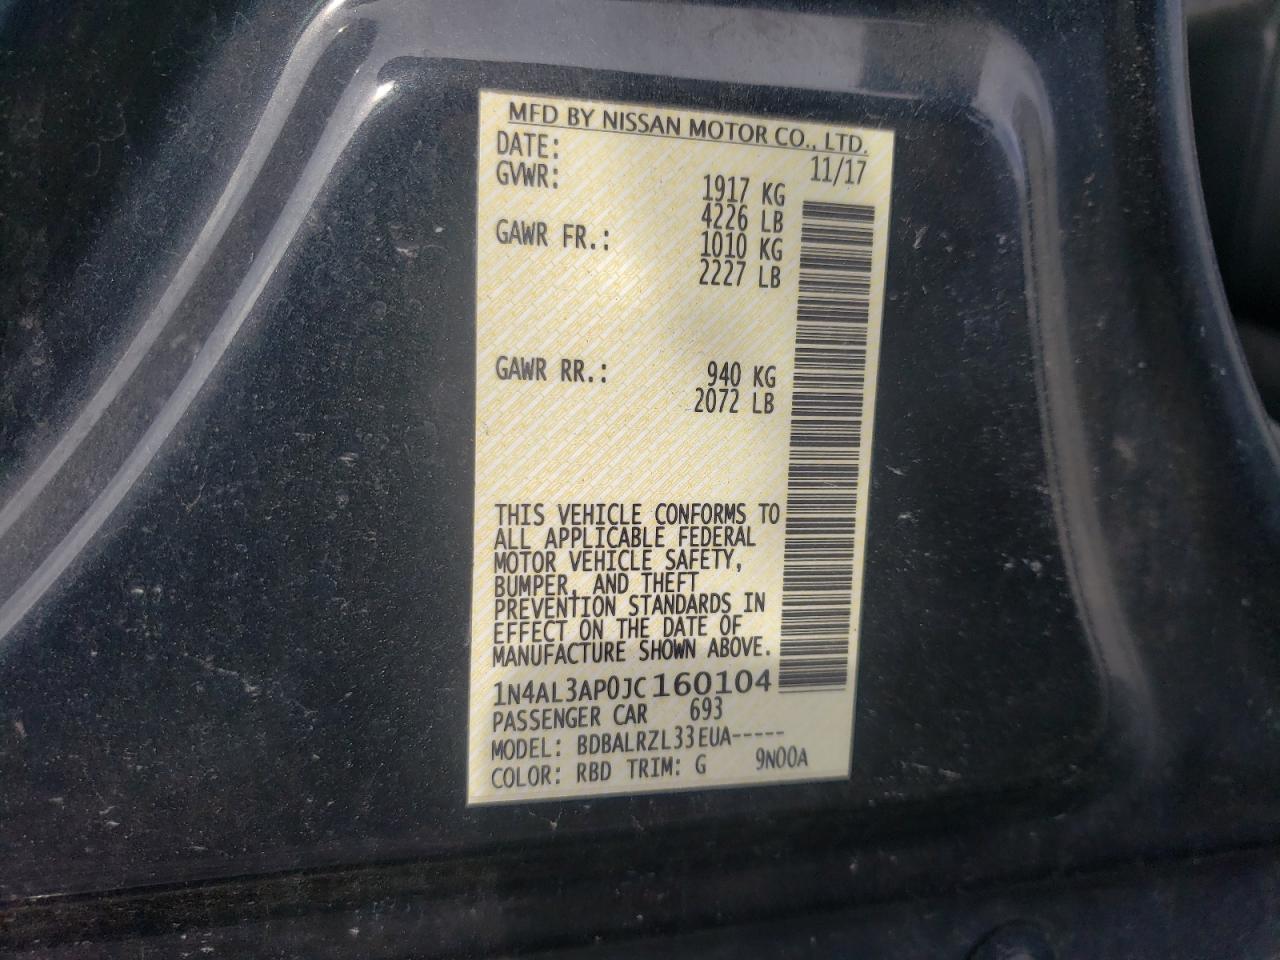 MFD BY NISSAN MOTOR CO., LTD.
DATE: 11/17
GVWR: 1917 KG
4226 LB
GAWR FR.: 1010 KG
2227 LB
GAWR RR.: 940 KG
2072 LB
THIS VEHICLE CONFORMS TO
ALL APPLICABLE FEDERAL
MOTOR VEHICLE SAFETY,
BUMPER, AND THEFT
PREVENTION STANDARDS IN
EFFECT ON THE DATE OF
MANUFACTURE SHOWN ABOVE.
1N4AL3AP0JC160104
PASSENGER CAR 693
MODEL: BDBALRZL33EUA-----
COLOR: RBD TRIM: G 9N00A